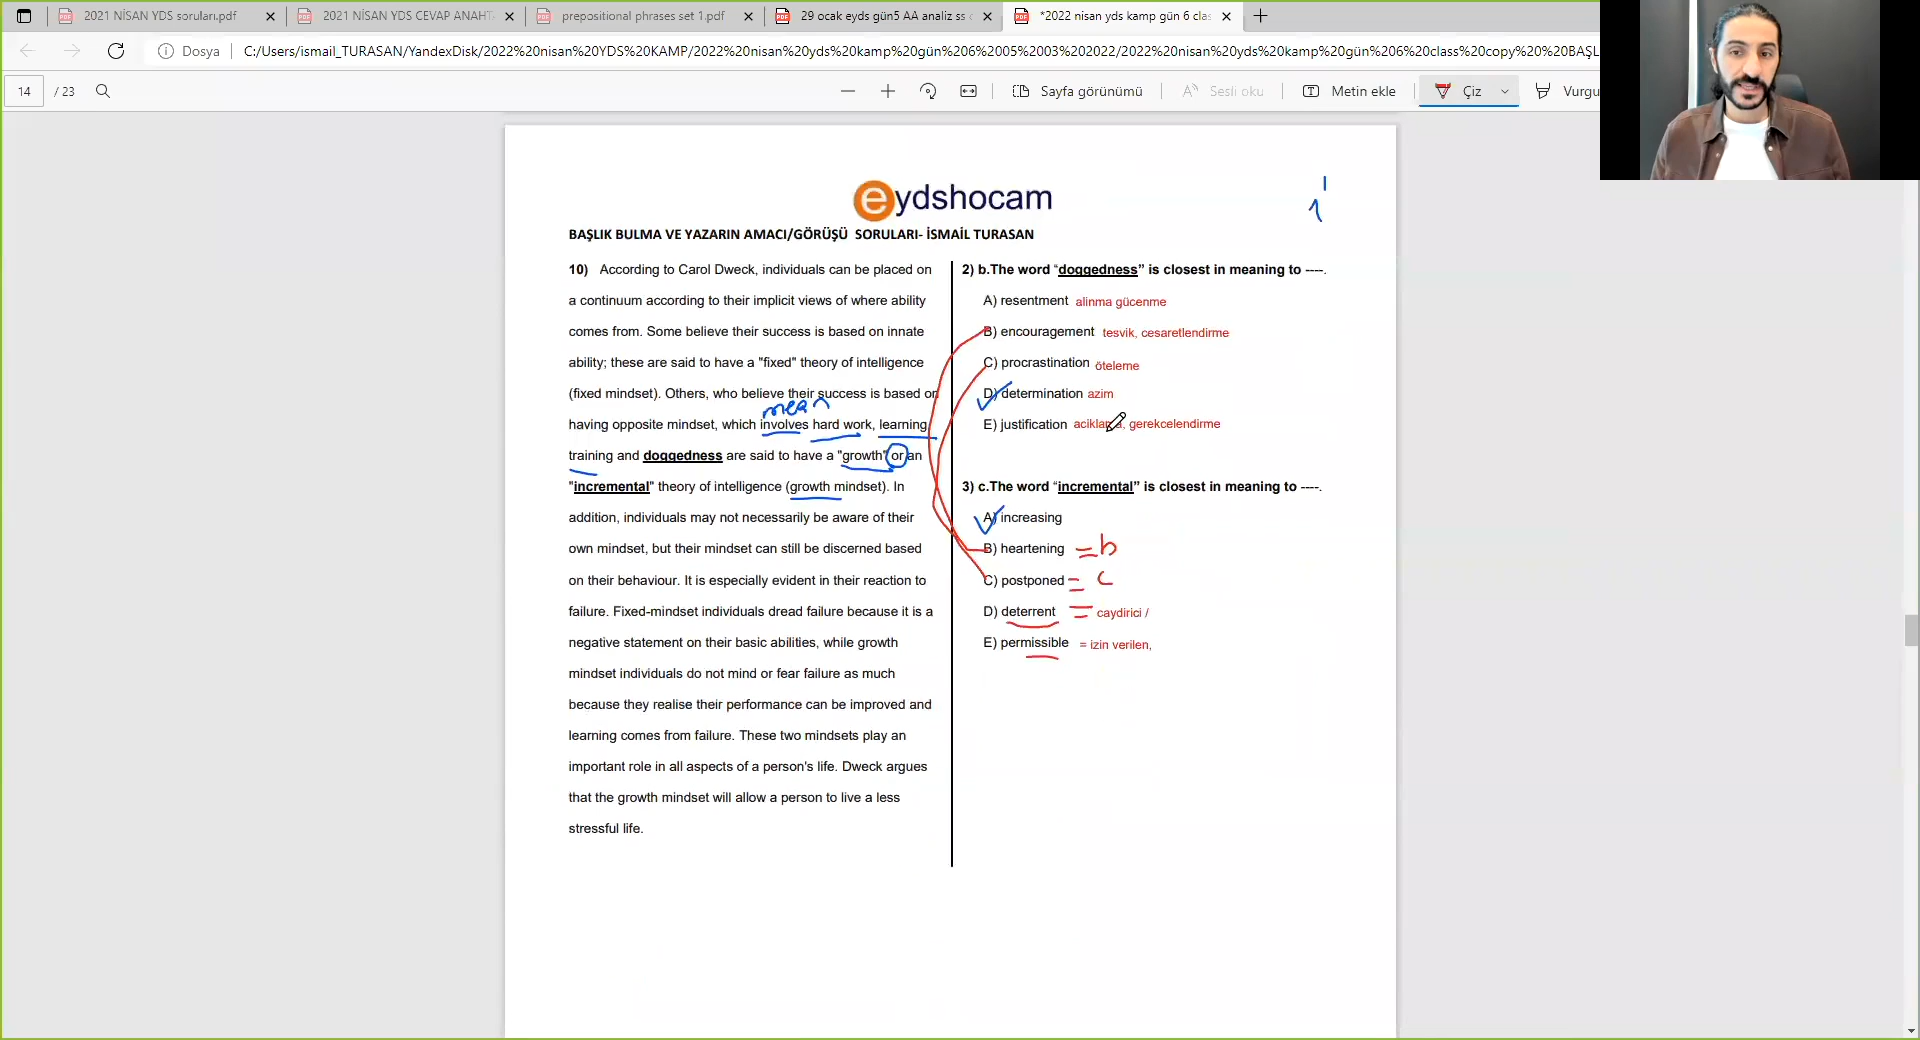 2021 NİSAN YDS soruları.pdf
2021 NİSAN YDS CEVAP ANAHT
prepositional phrases set 1.pdf
29 ocak eyds gün5 AA analiz ss
*2022 nisan yds kamp gün 6 clas
Dosya
C:/Users/ismail_TURASAN/YandexDisk/2022%20nisan%20YDS%20KAMP/2022%20nisan%20yds%20kamp%20gün%206%2005%2003%202022/2022%20nisan%20yds%20kamp%20gün%206%20class%20copy%20%20BAŞL
14 / 23
Sayfa görünümü
Sesli oku
Metin ekle
Çiz
Vurgu
eydshocam
1
BAŞLIK BULMA VE YAZARIN AMACI/GÖRÜŞÜ SORULARI- İSMAİL TURASAN
10) According to Carol Dweck, individuals can be placed on
a continuum according to their implicit views of where ability
comes from. Some believe their success is based on innate
ability; these are said to have a "fixed" theory of intelligence
(fixed mindset). Others, who believe their success is based on
mean
having opposite mindset, which involves hard work, learning,
training and doggedness are said to have a "growth" or an
"incremental" theory of intelligence (growth mindset). In
addition, individuals may not necessarily be aware of their
own mindset, but their mindset can still be discerned based
on their behaviour. It is especially evident in their reaction to
failure. Fixed-mindset individuals dread failure because it is a
negative statement on their basic abilities, while growth
mindset individuals do not mind or fear failure as much
because they realise their performance can be improved and
learning comes from failure. These two mindsets play an
important role in all aspects of a person's life. Dweck argues
that the growth mindset will allow a person to live a less
stressful life.
2) b.The word “doggedness” is closest in meaning to ----.
A) resentment alinma gücenme
B) encouragement tesvik, cesaretlendirme
C) procrastination öteleme
D) determination azim
E) justification aciklama, gerekcelendirme
3) c.The word “incremental” is closest in meaning to ----.
A) increasing
B) heartening = b
C) postponed = c
D) deterrent = caydirici /
E) permissible = izin verilen,